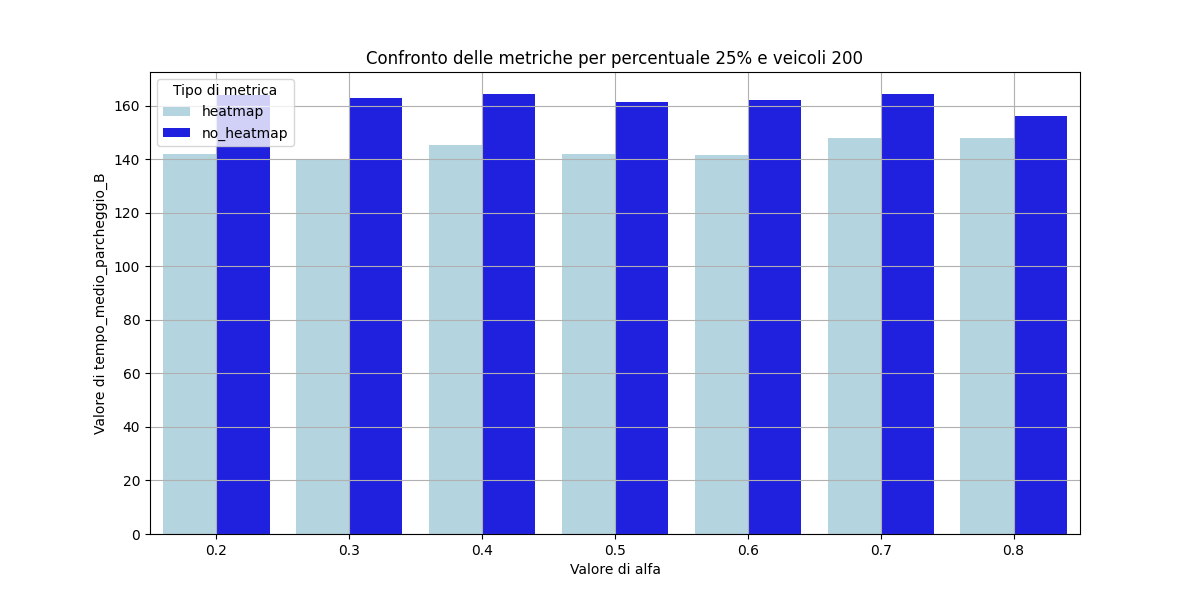 Confronto delle metriche per percentuale 25% e veicoli 200
Tipo di metrica
heatmap
no_heatmap
Valore di tempo_medio_parcheggio_B
160
140
120
100
80
60
40
20
0
0.2 0.3 0.4 0.5 0.6 0.7 0.8
Valore di alfa